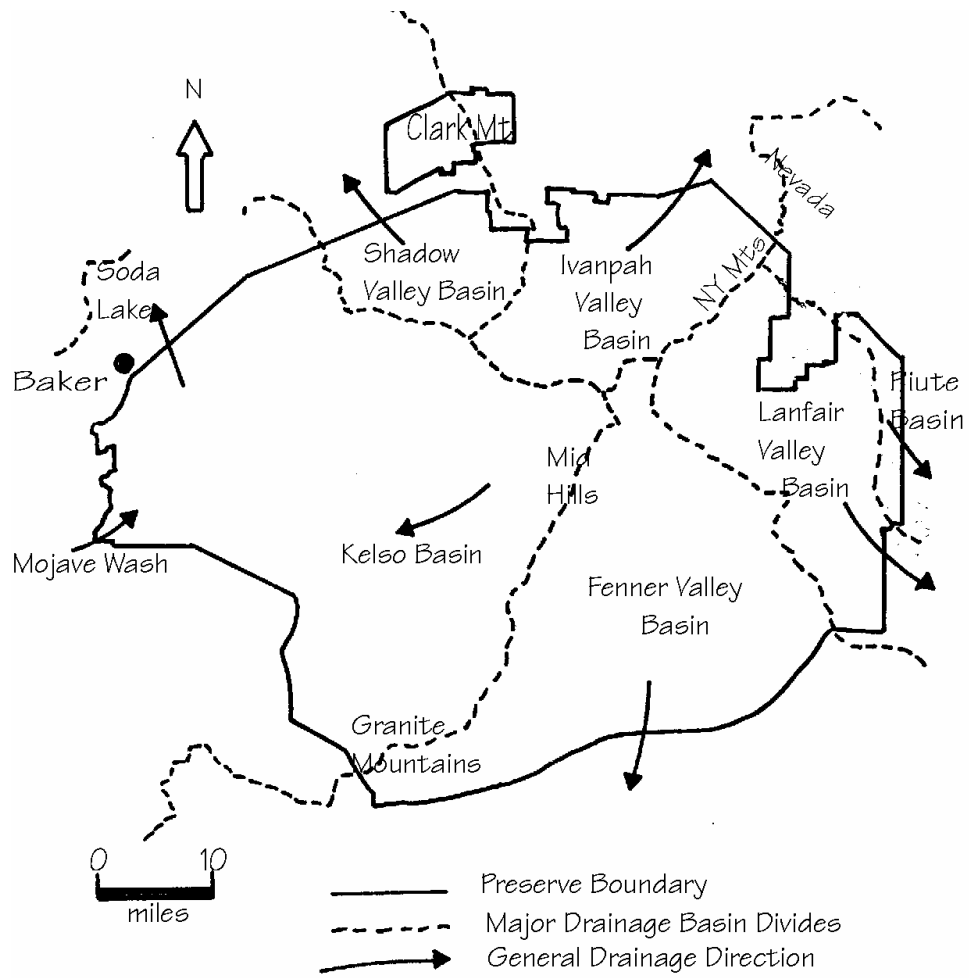 N
Clark Mt
Nevada
Soda
Lake
Shadow
Valley Basin
Ivanpah
Valley
Basin
NY Mts
Baker
Piute
Basin
Lanfair
Valley
Basin
Mid
Hills
Mojave Wash
Kelso Basin
Fenner Valley
Basin
Granite
Mountains
0 10
miles
Preserve Boundary
Major Drainage Basin Divides
General Drainage Direction